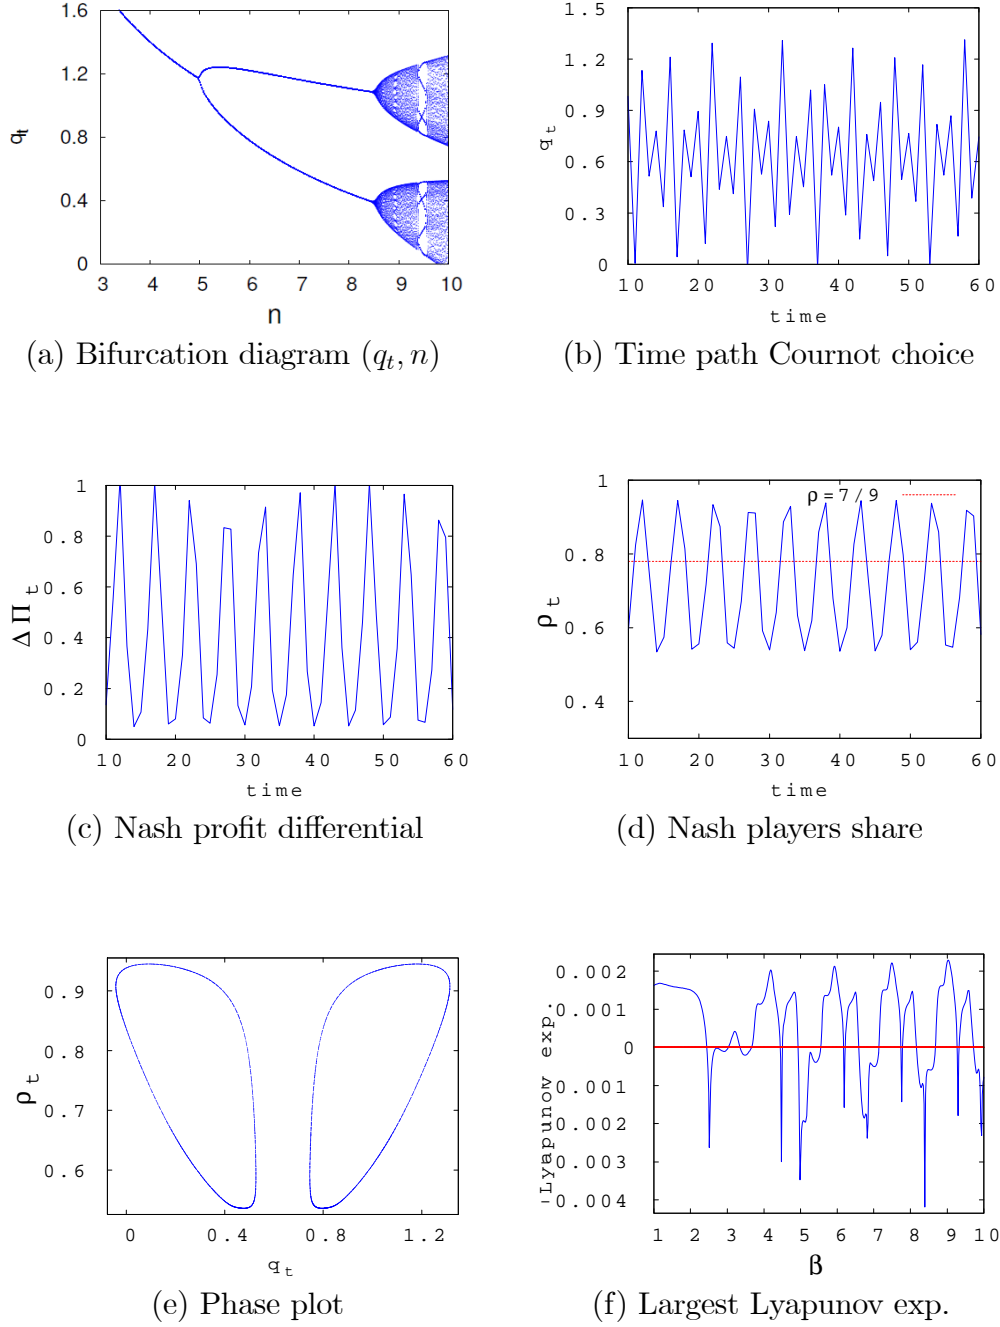 1.6
1.2
0.8
0.4
0
q_t
3 4 5 6 7 8 9 10
n
(a) Bifurcation diagram (q_t, n)
1.5
1.2
0.9
0.6
0.3
0
q_t
10 20 30 40 50 60
time
(b) Time path Cournot choice
1
0.8
0.6
0.4
0.2
0
Δ Π_t
10 20 30 40 50 60
time
(c) Nash profit differential
1
0.8
0.6
0.4
ρ_t
ρ = 7 / 9
10 20 30 40 50 60
time
(d) Nash players share
0.9
0.8
0.7
0.6
ρ_t
0 0.4 0.8 1.2
q_t
(e) Phase plot
0.002
0.001
0
0.001
0.002
0.003
-0.004
Lyapunov exp.
1 2 3 4 5 6 7 8 9 10
β
(f) Largest Lyapunov exp.